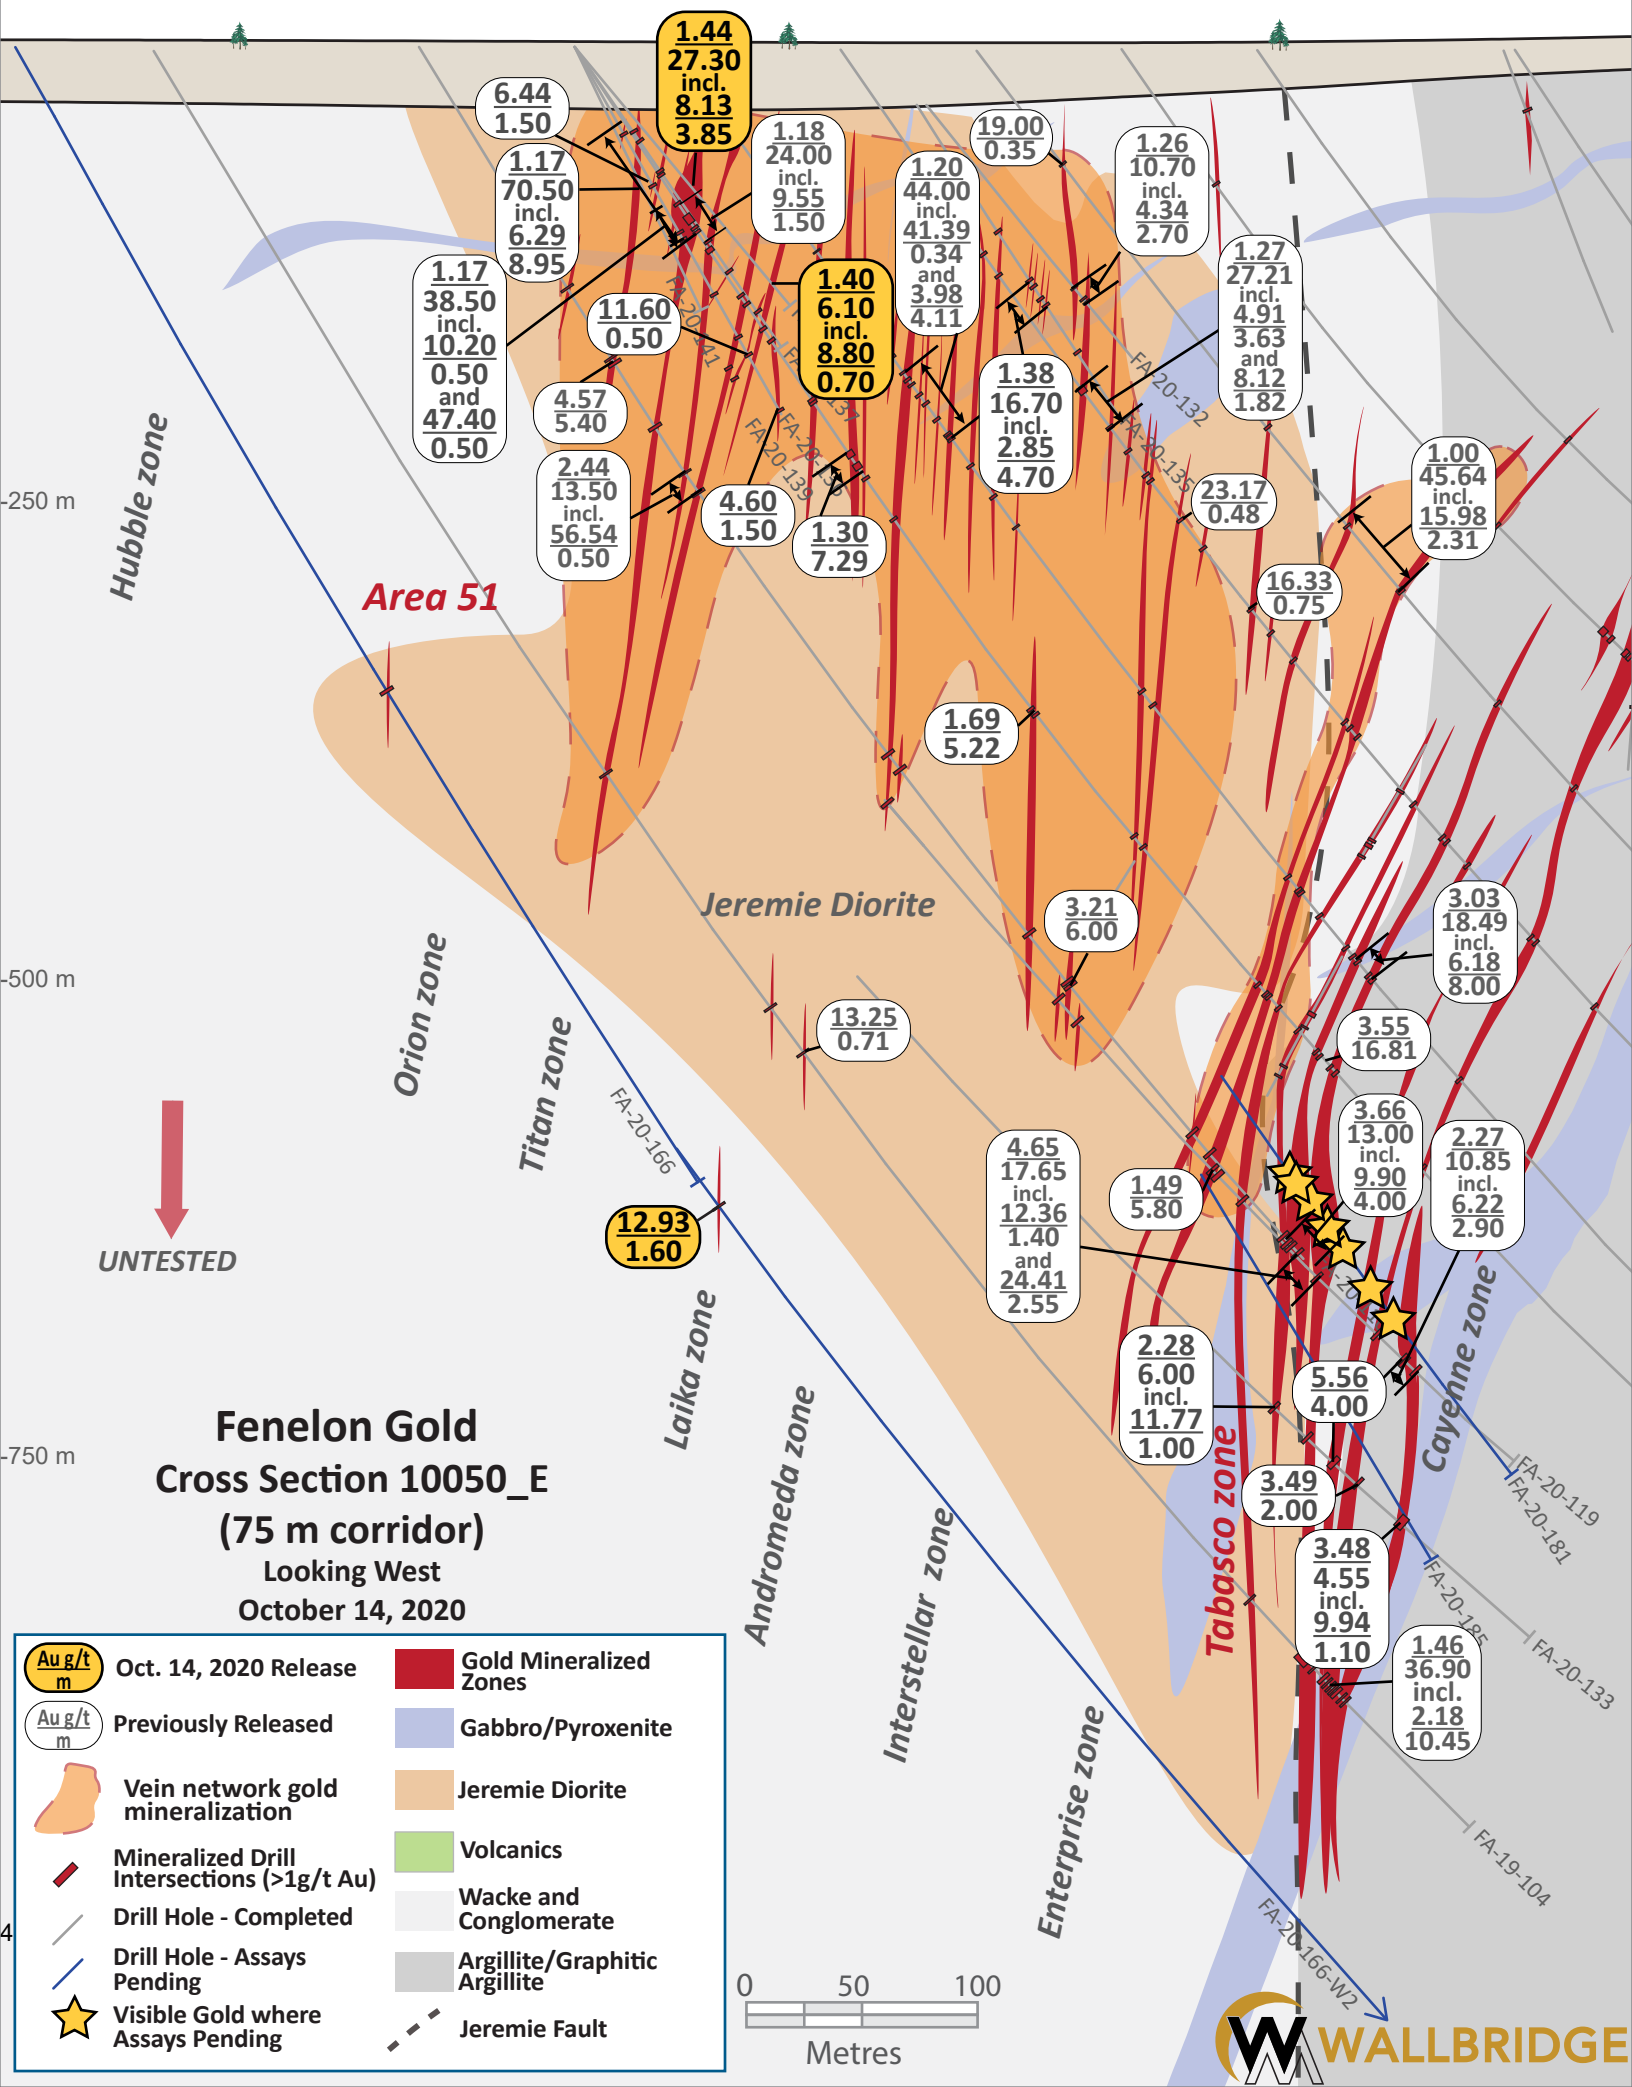 1.44
27.30
incl.
8.13
3.85
6.44
1.50
1.17
70.50
incl.
6.29
8.95
1.18
24.00
incl.
9.55
1.50
1.20
44.00
incl.
41.39
0.34
and
3.98
4.11
19.00
0.35
1.26
10.70
incl.
4.34
2.70
1.27
27.21
incl.
4.91
3.63
and
8.12
1.82
1.17
38.50
incl.
10.20
0.50
and
47.40
0.50
11.60
0.50
1.40
6.10
incl.
8.80
0.70
4.57
5.40
1.38
16.70
incl.
2.85
4.70
2.44
13.50
incl.
56.54
0.50
4.60
1.50
1.30
7.29
23.17
0.48
1.00
45.64
incl.
15.98
2.31
16.33
0.75
FA-20-141
FA-20-139
FA-20-132
FA-20-135
Hubble zone
-250 m
Area 51
1.69
5.22
Jeremie Diorite
3.21
6.00
3.03
18.49
incl.
6.18
8.00
-500 m
Orion zone
Titan zone
13.25
0.71
3.55
16.81
FA-20-166
3.66
13.00
incl.
9.90
4.00
2.27
10.85
incl.
6.22
2.90
4.65
17.65
incl.
12.36
1.40
and
24.41
2.55
1.49
5.80
UNTESTED
12.93
1.60
Laika zone
Andromeda zone
Interstellar zone
Enterprise zone
Tabasco zone
Cayenne zone
2.28
6.00
incl.
11.77
1.00
5.56
4.00
3.49
2.00
3.48
4.55
incl.
9.94
1.10
1.46
36.90
incl.
2.18
10.45
-750 m
FA-20-119
FA-20-181
FA-20-185
FA-20-133
FA-19-104
FA-20-166-W2
Fenelon Gold
Cross Section 10050_E
(75 m corridor)
Looking West
October 14, 2020
Au g/t
m
Oct. 14, 2020 Release
Au g/t
m
Previously Released
Vein network gold
mineralization
Mineralized Drill
Intersections (>1g/t Au)
Drill Hole - Completed
Drill Hole - Assays
Pending
Visible Gold where
Assays Pending
Gold Mineralized
Zones
Gabbro/Pyroxenite
Jeremie Diorite
Volcanics
Wacke and
Conglomerate
Argillite/Graphitic
Argillite
Jeremie Fault
4
0 50 100
Metres
WALLBRIDGE